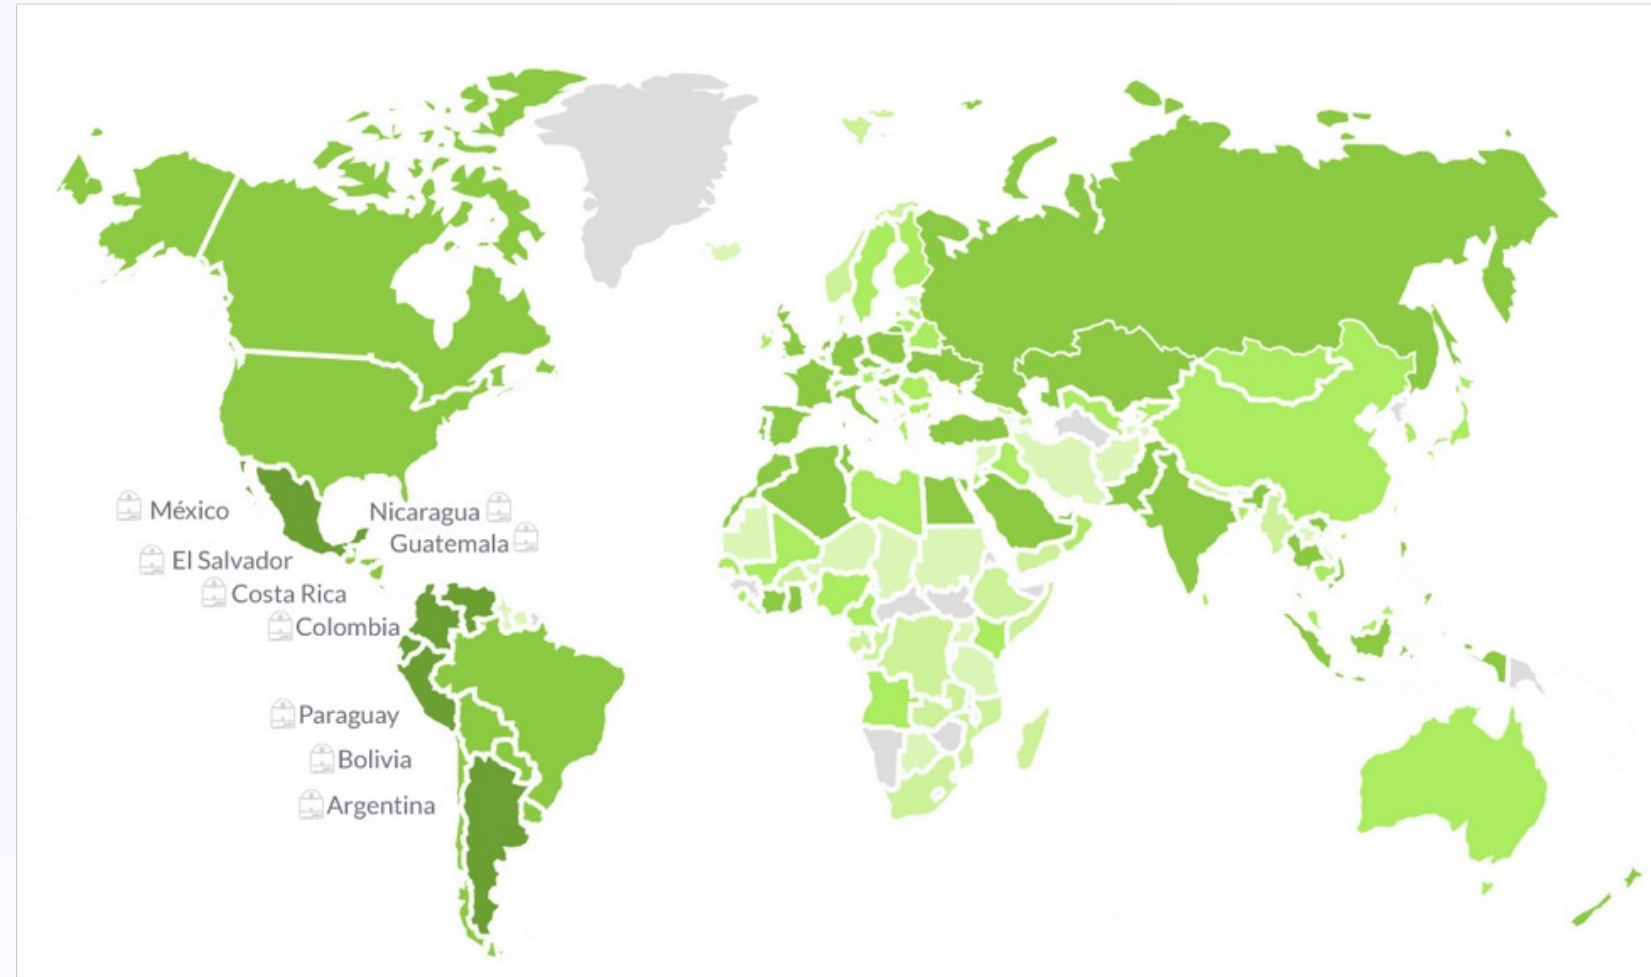 México
Nicaragua
Guatemala
El Salvador
Costa Rica
Colombia
Paraguay
Bolivia
Argentina